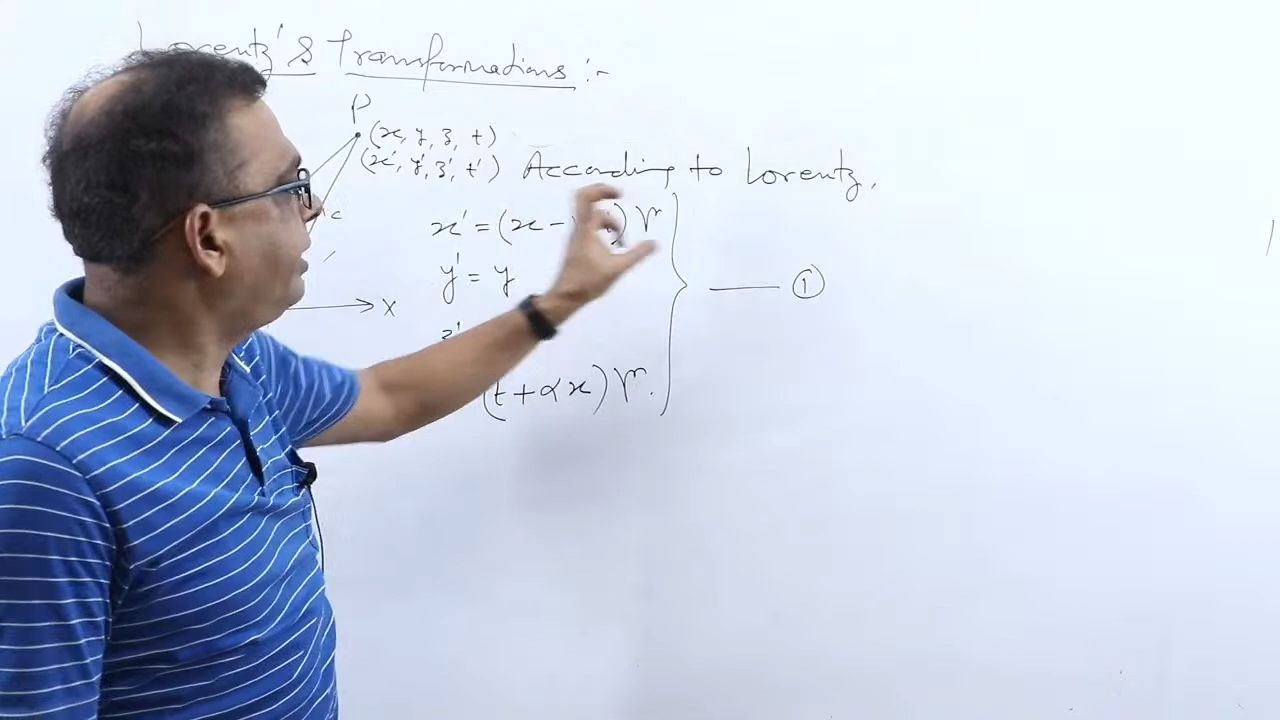 Lorentz's Transformations :-
P
(x, y, z, t)
(x', y', z', t') According to Lorentz,
x' = (x - ) γ
y' = y
① 
X
z'
(t + αx) γ.